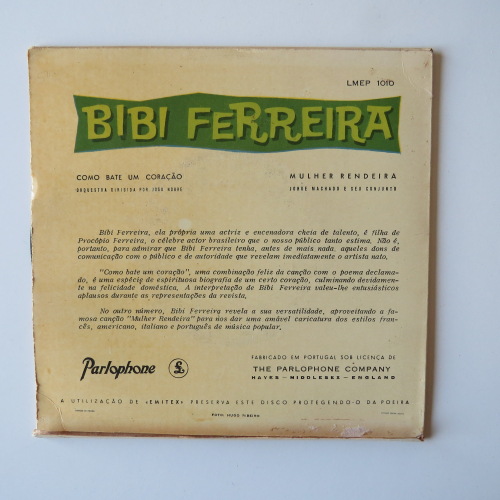 LMEP 1010
BIBI FERREIRA
COMO BATE UM CORAÇÃO
ORQUESTRA DIRIGIDA POR JOÃO NOBRE
MULHER RENDEIRA
JORGE MACHADO E SEU CONJUNTO
Bibi Ferreira, ela própria uma actriz e encenadora cheia de talento, é filha de
Procópio Ferreira, o célebre actor brasileiro que o nosso público tanto estima. Não é,
portanto, para admirar que Bibi Ferreira tenha, antes de mais nada aqueles dons
de comunicação com o público e de autoridade que revelam imediatamente o artista nato.
"Como bate um coração", uma combinação feliz da canção com o poema declama-
do, é uma espécie de espirituosa biografia de um certo coração, culminando devidamen-
te na felicidade doméstica. A interpretação de Bibi Ferreira valeu-lhe entusiásticos
aplausos durante as representações da revista.
No outro número, Bibi Ferreira revela a sua versatilidade, aproveitando a fa-
mosa canção "Mulher Rendeira" para nos dar uma amável caricatura dos estilos fran-
cês, americano, italiano e português de música popular.
Parlophone
FABRICADO EM PORTUGAL SOB LICENÇA DE
THE PARLOPHONE COMPANY
HAYES — MIDDLESEX — ENGLAND
A UTILIZAÇÃO DE «EMITEX» PRESERVA ESTE DISCO PROTEGENDO-O DA POEIRA